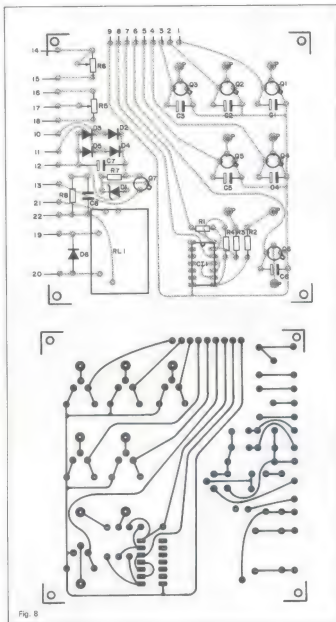 9 8 7 6 5 4 3 2 1
14
R6
15
16
17
R5
18
10
D3 D2
11
D5 D4
12
C7
R7
13
R8
C8
D1
Q7
21
22
19
RL1
D6
20
P P P
Q3 Q2 Q1
C3 C2 C1
P P
Q5 Q4
C5 C4
P P
R1
R4 R3 R2
CI1
Q6
C6
P
Fig. 8